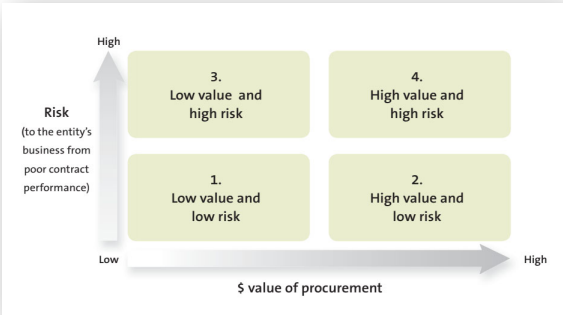 High
Risk
(to the entity's
business from
poor contract
performance)
3.
Low value and
high risk
4.
High value and
high risk
1.
Low value and
low risk
2.
High value and
low risk
Low
High
$ value of procurement